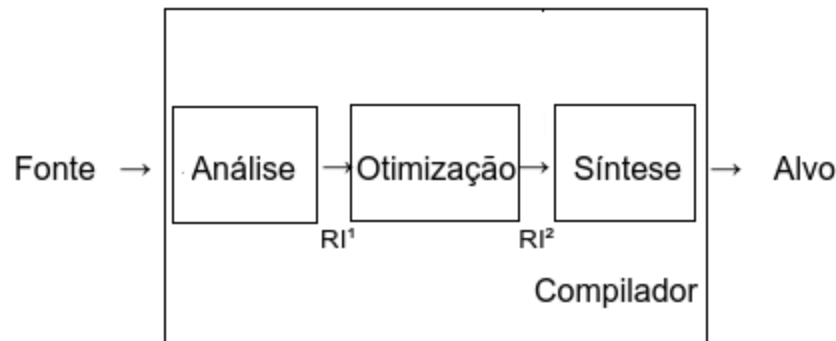 Fonte → Análise → Otimização → Síntese → Alvo
RI¹ RI²
Compilador